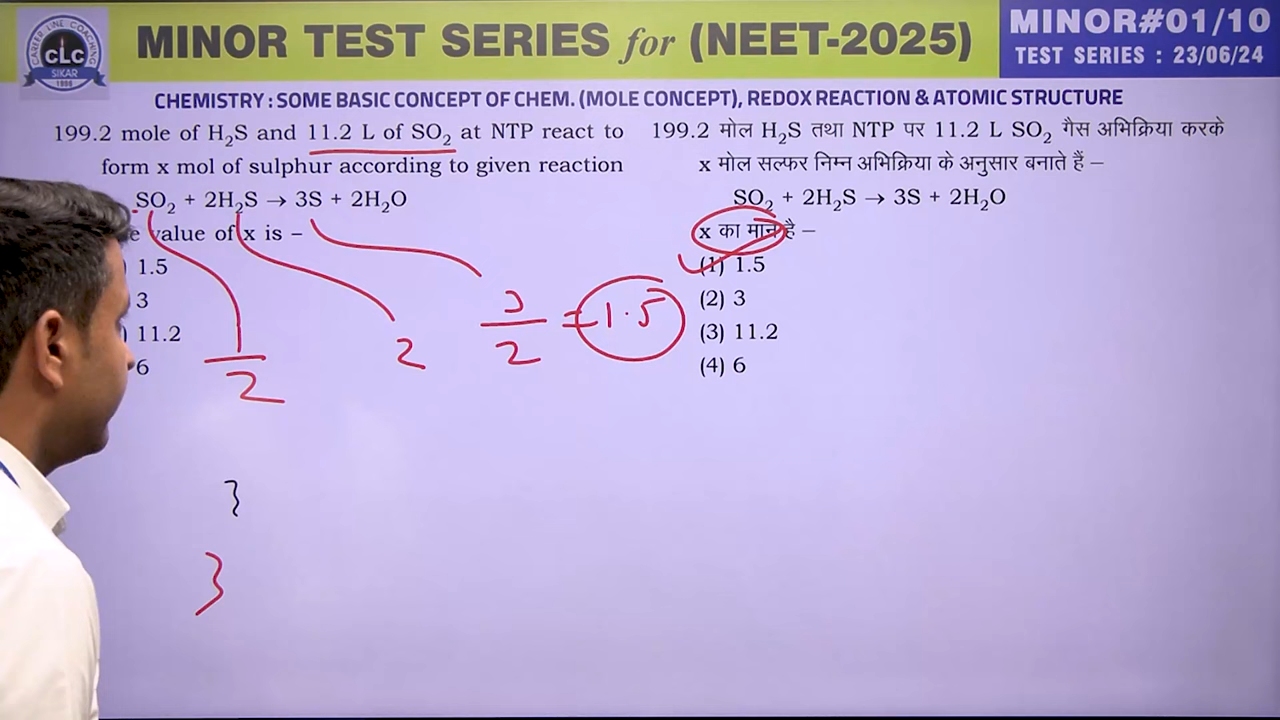 CAREER LINE COACHING
CLC
SIKAR
1996
MINOR TEST SERIES for (NEET-2025)
MINOR#01/10
TEST SERIES : 23/06/24
CHEMISTRY : SOME BASIC CONCEPT OF CHEM. (MOLE CONCEPT), REDOX REACTION & ATOMIC STRUCTURE
199. 2 mole of H₂S and 11.2 L of SO₂ at NTP react to
form x mol of sulphur according to given reaction
SO₂ + 2H₂S → 3S + 2H₂O
value of x is –
1.5
3
11.2
6
199. 2 मोल H₂S तथा NTP पर 11.2 L SO₂ गैस अभिक्रिया करके
x मोल सल्फर निम्न अभिक्रिया के अनुसार बनाते हैं –
SO₂ + 2H₂S → 3S + 2H₂O
x का मान है –
(1) 1.5
(2) 3
(3) 11.2
(4) 6
2
2
3/2 = 1.5